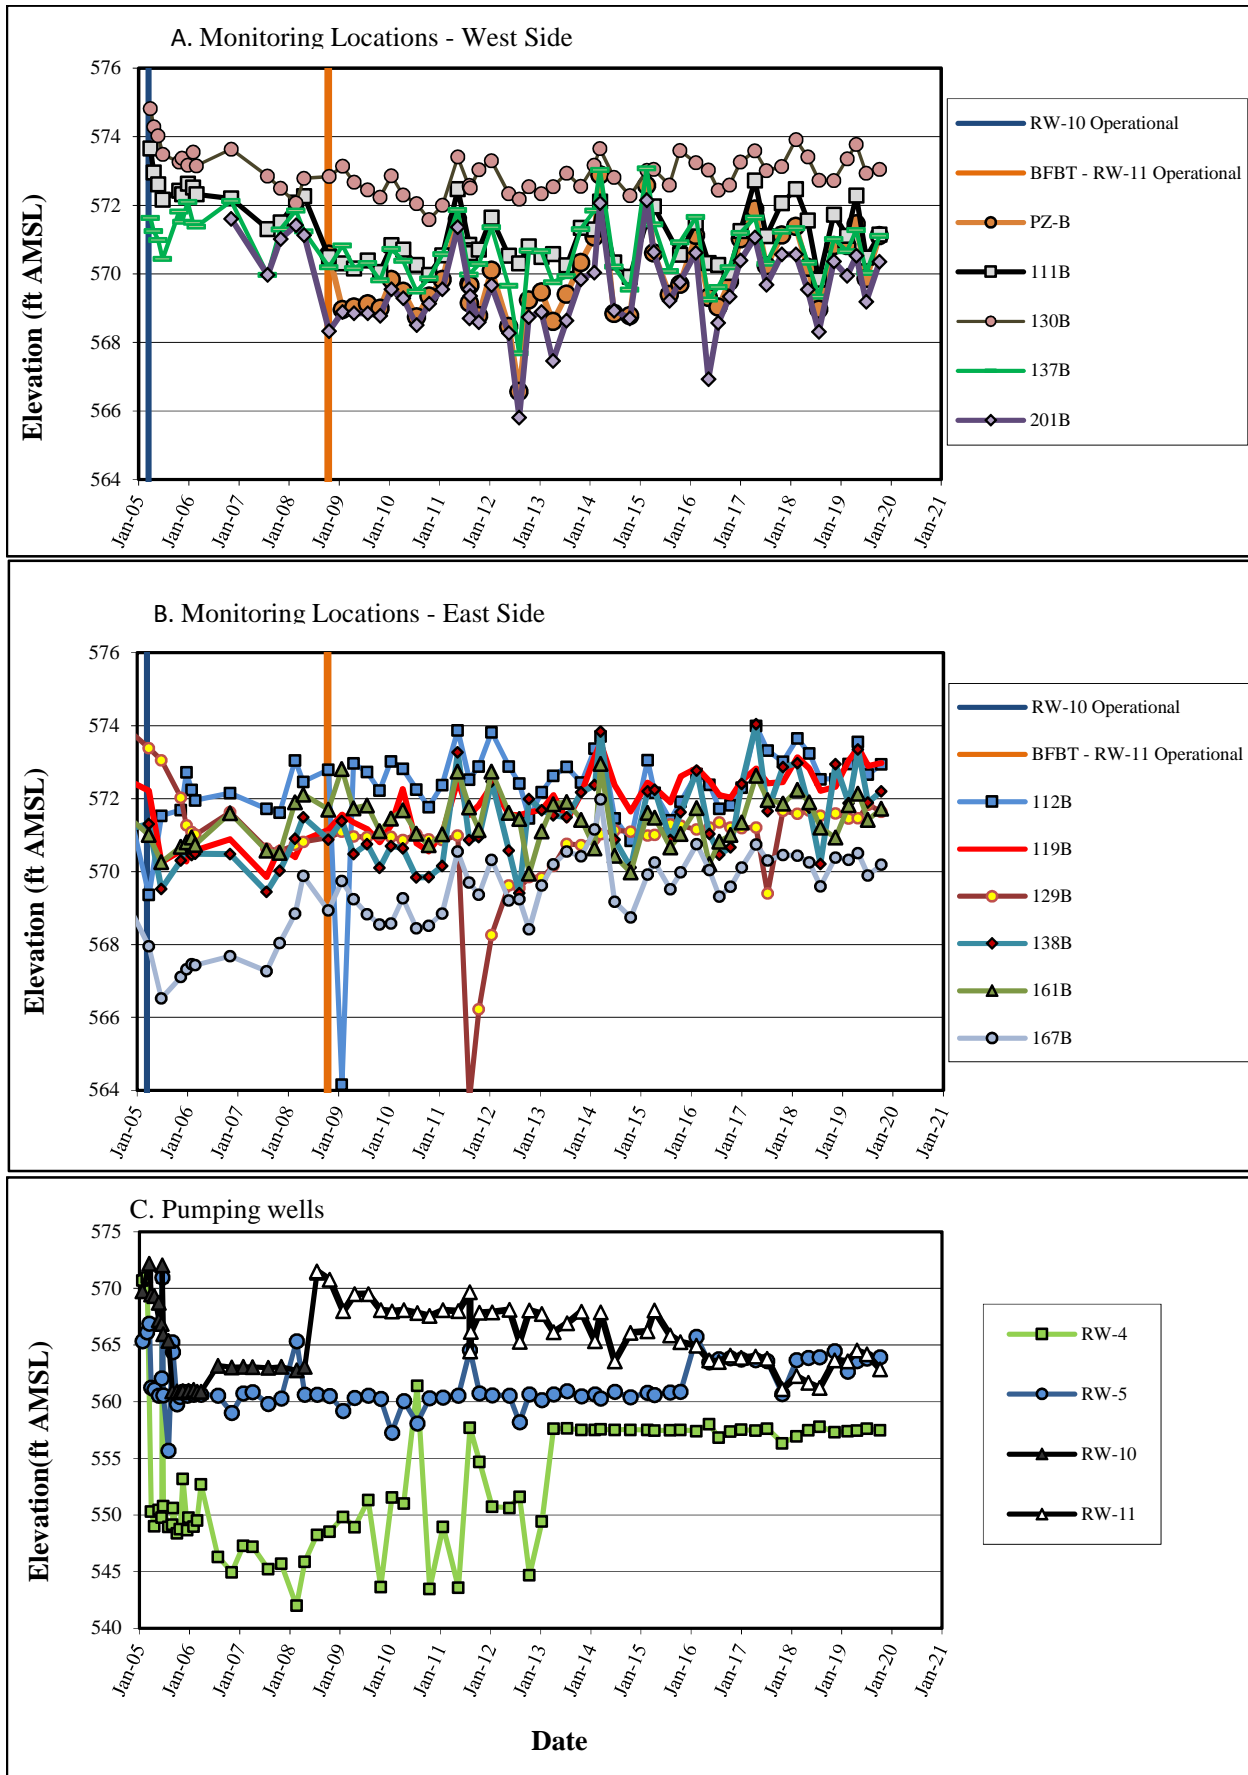 A. Monitoring Locations - West Side
576
574
572
570
568
566
564
Elevation (ft AMSL)
Jan-05
Jan-06
Jan-07
Jan-08
Jan-09
Jan-10
Jan-11
Jan-12
Jan-13
Jan-14
Jan-15
Jan-16
Jan-17
Jan-18
Jan-19
Jan-20
Jan-21
RW-10 Operational
BFBT - RW-11 Operational
PZ-B
111B
130B
137B
201B
B. Monitoring Locations - East Side
576
574
572
570
568
566
564
Elevation (ft AMSL)
Jan-05
Jan-06
Jan-07
Jan-08
Jan-09
Jan-10
Jan-11
Jan-12
Jan-13
Jan-14
Jan-15
Jan-16
Jan-17
Jan-18
Jan-19
Jan-20
Jan-21
RW-10 Operational
BFBT - RW-11 Operational
112B
119B
129B
138B
161B
167B
C. Pumping wells
575
570
565
560
555
550
545
540
Elevation(ft AMSL)
Jan-05
Jan-06
Jan-07
Jan-08
Jan-09
Jan-10
Jan-11
Jan-12
Jan-13
Jan-14
Jan-15
Jan-16
Jan-17
Jan-18
Jan-19
Jan-20
Jan-21
Date
RW-4
RW-5
RW-10
RW-11